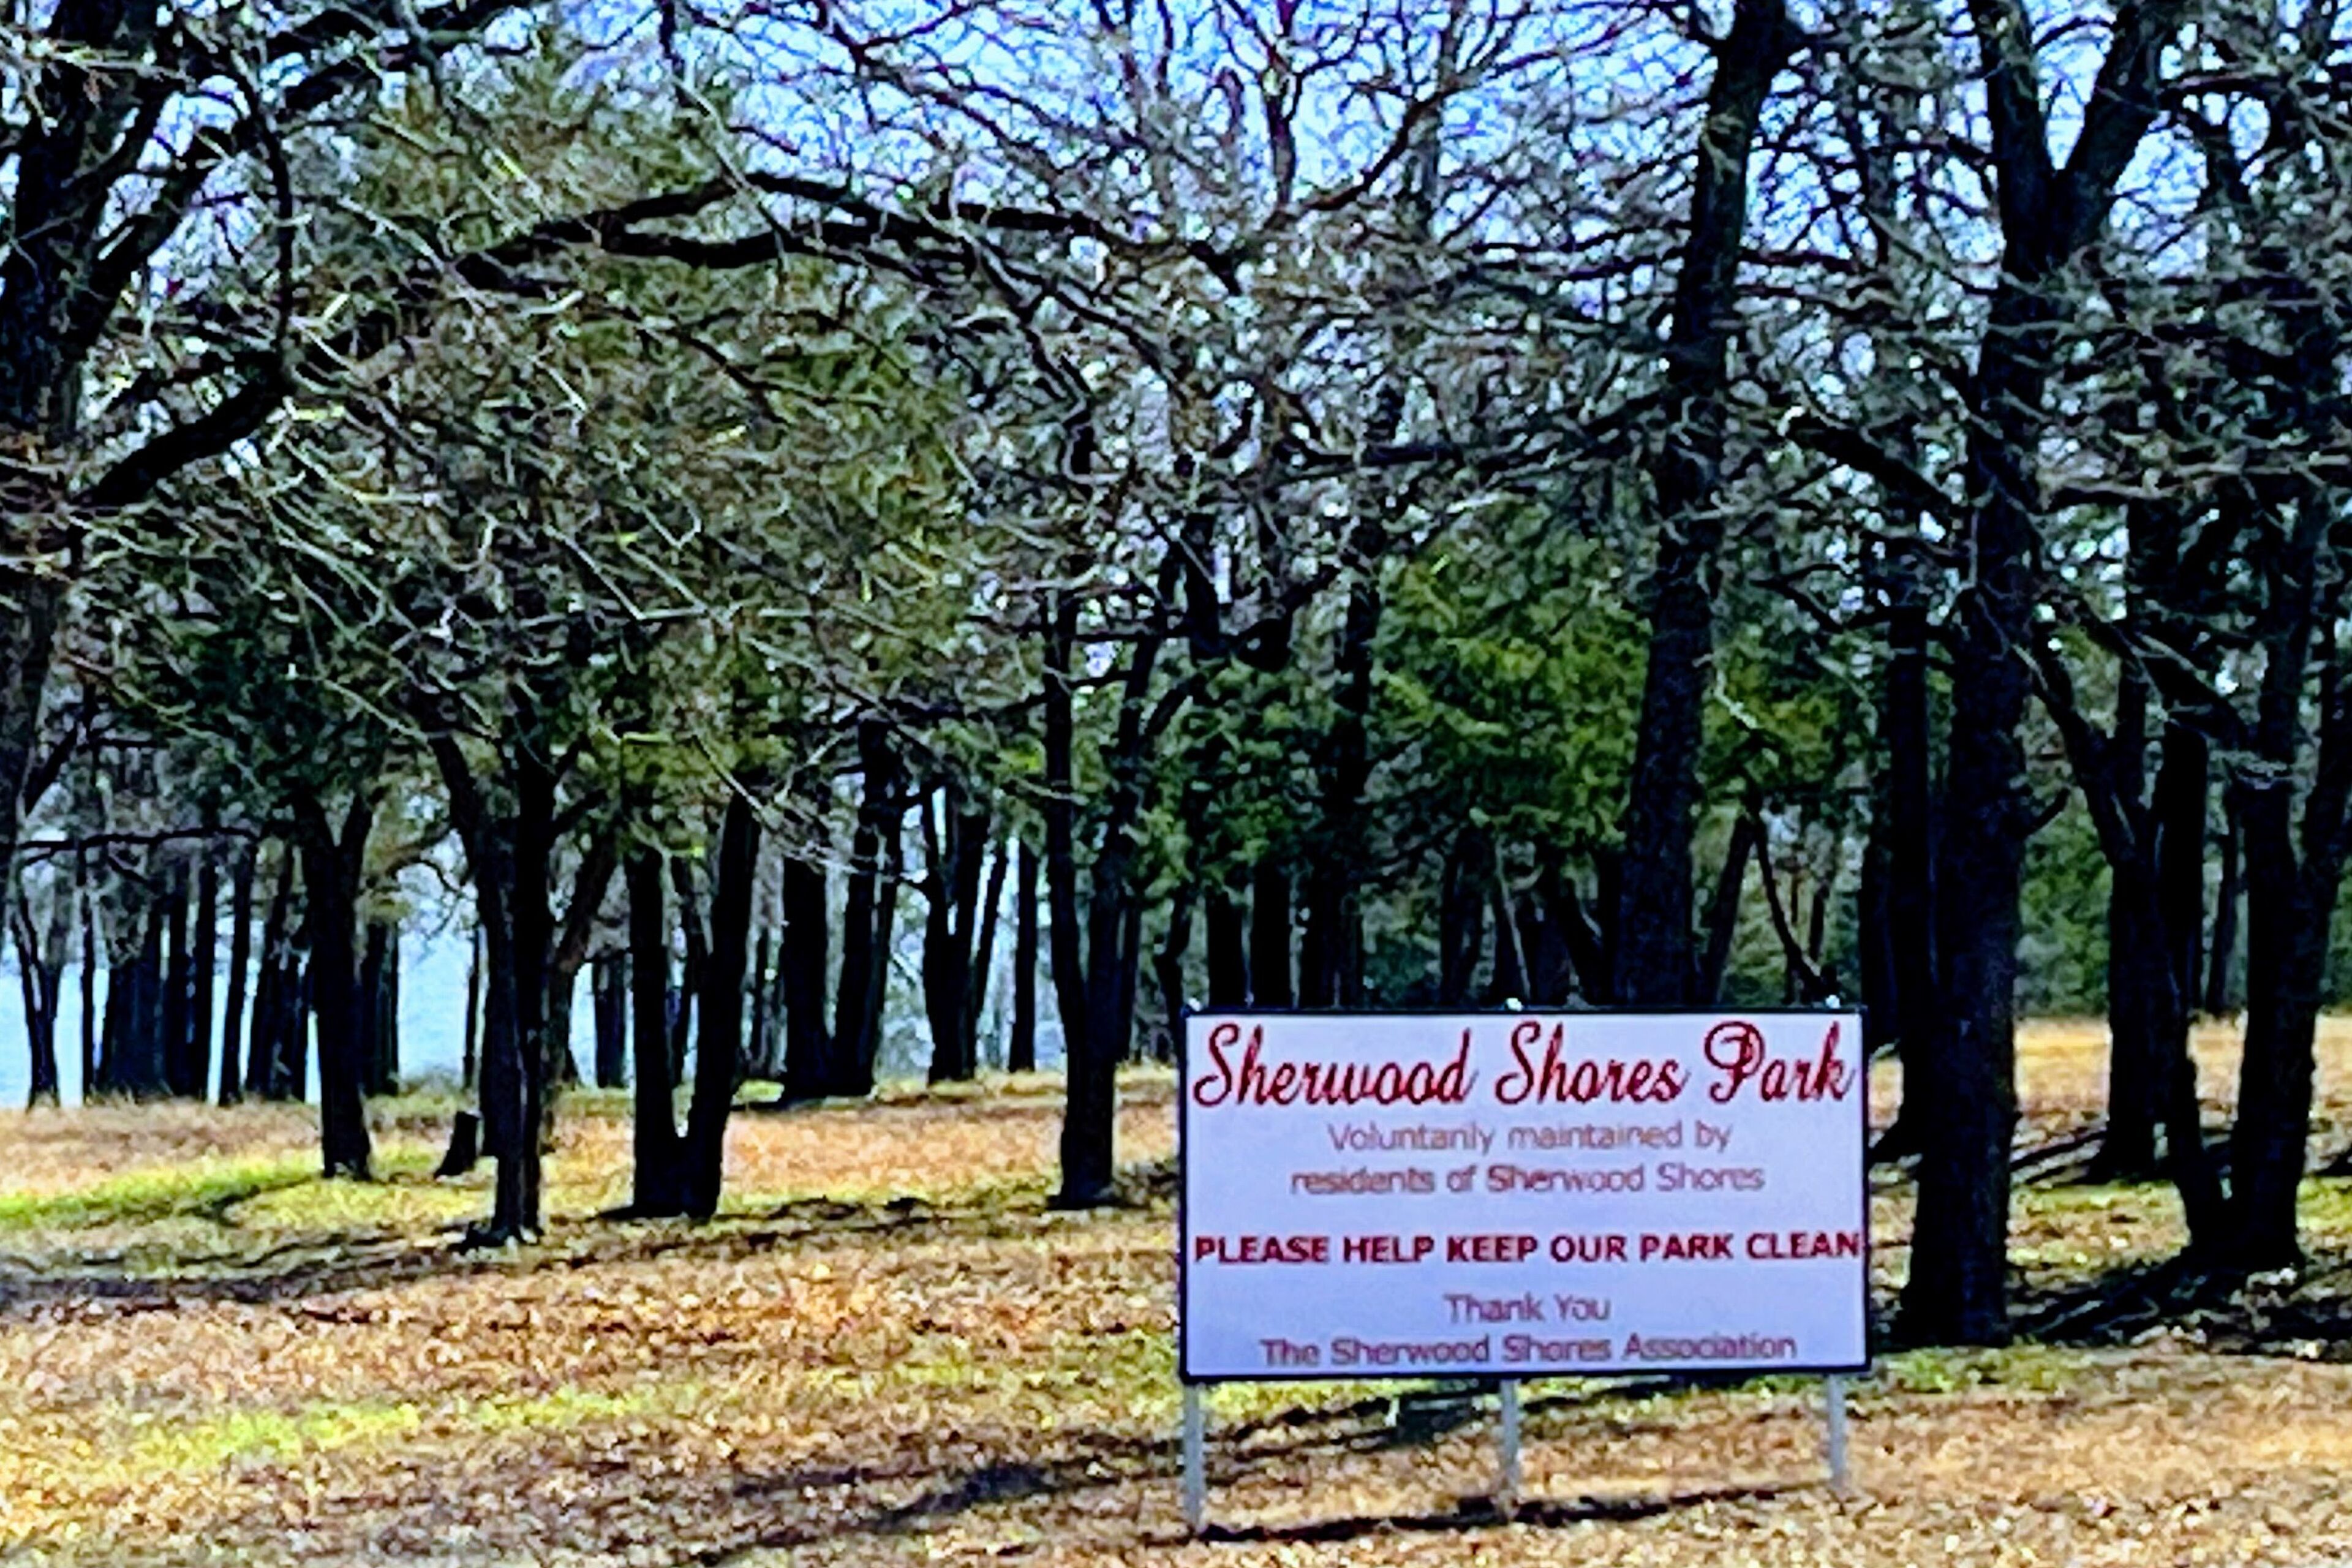 Sherwood Shores Park
Voluntarily maintained by
residents of Sherwood Shores
PLEASE HELP KEEP OUR PARK CLEAN
Thank You
The Sherwood Shores Association